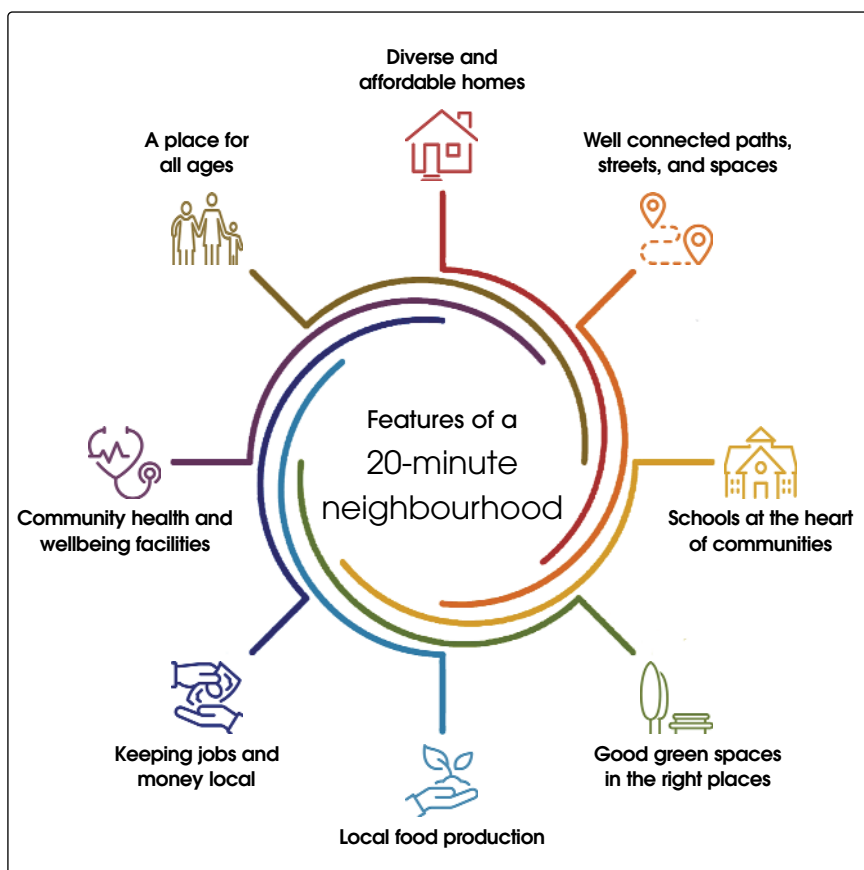 Diverse and
affordable homes
Well connected paths,
streets, and spaces
A place for
all ages
Features of a
20-minute
neighbourhood
Schools at the heart
of communities
Community health and
wellbeing facilities
Good green spaces
in the right places
Keeping jobs and
money local
Local food production